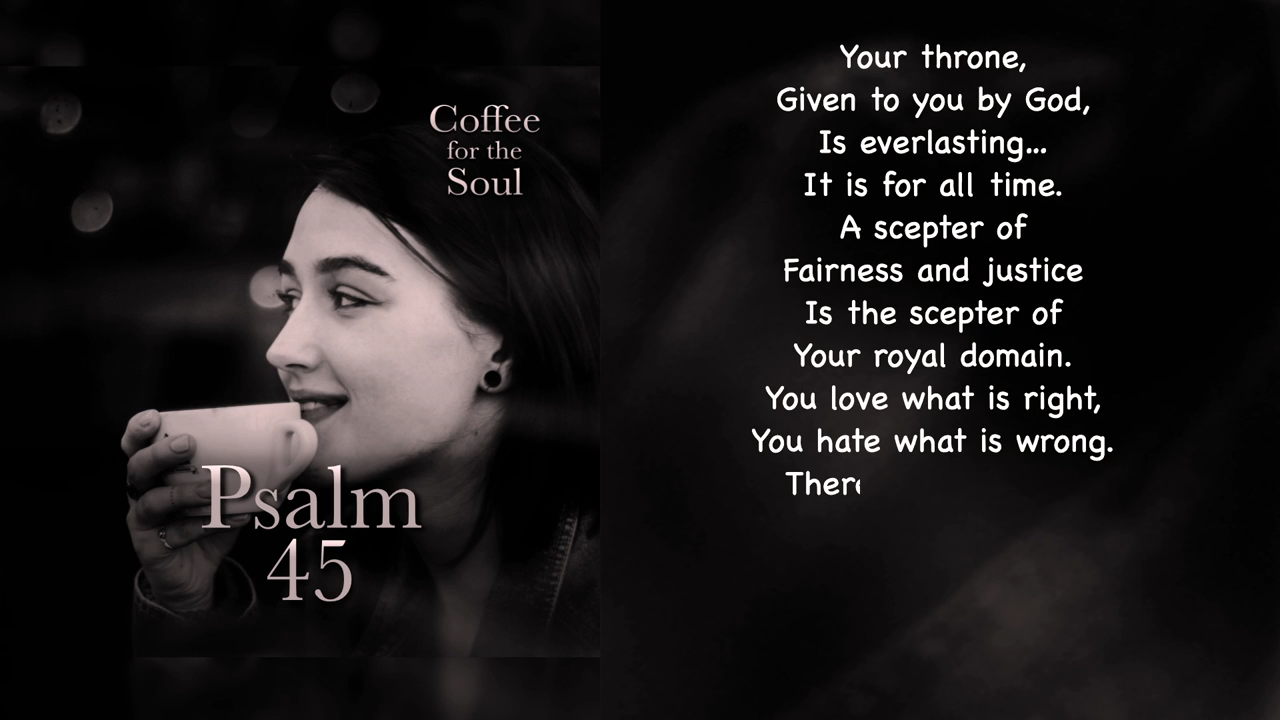 Coffee
for the
Soul
Psalm
45
Your throne,
Given to you by God,
Is everlasting...
It is for all time.
A scepter of
Fairness and justice
Is the scepter of
Your royal domain.
You love what is right,
You hate what is wrong.